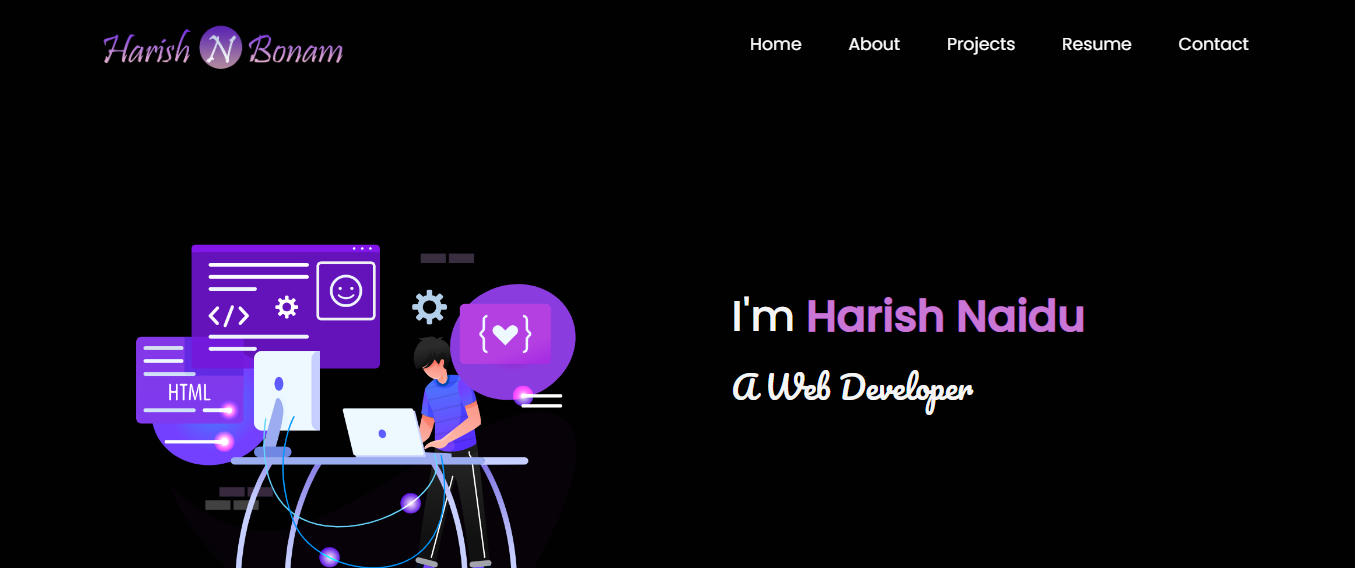 Harish N Bonam
Home About Projects Resume Contact
I'm Harish Naidu
A Web Developer
</>
{ }
HTML